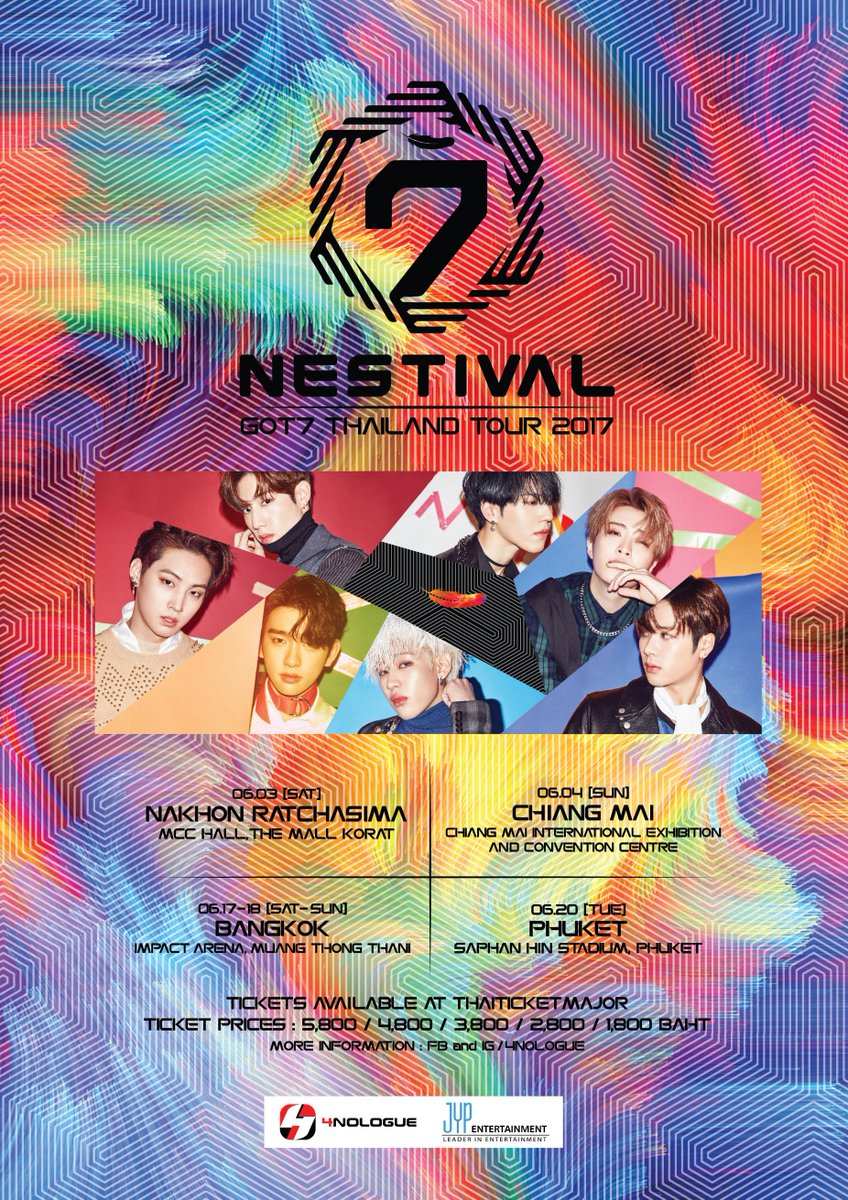 7
NESTIVAL
GOT7 THAILAND TOUR 2017
06.03 [SAT]
NAKHON RATCHASIMA
MCC HALL,THE MALL KORAT
06.04 [SUN]
CHIANG MAI
CHIANG MAI INTERNATIONAL EXHIBITION
AND CONVENTION CENTRE
06.17-18 [SAT-SUN]
BANGKOK
IMPACT ARENA, MUANG THONG THANI
06.20 [TUE]
PHUKET
SAPHAN HIN STADIUM, PHUKET
TICKETS AVAILABLE AT THAITICKETMAJOR
TICKET PRICES : 5,800 / 4,800 / 3,800 / 2,800 / 1,800 BAHT
MORE INFORMATION : FB and IG / 4NOLOGUE
4NOLOGUE
JYP ENTERTAINMENT
LEADER IN ENTERTAINMENT